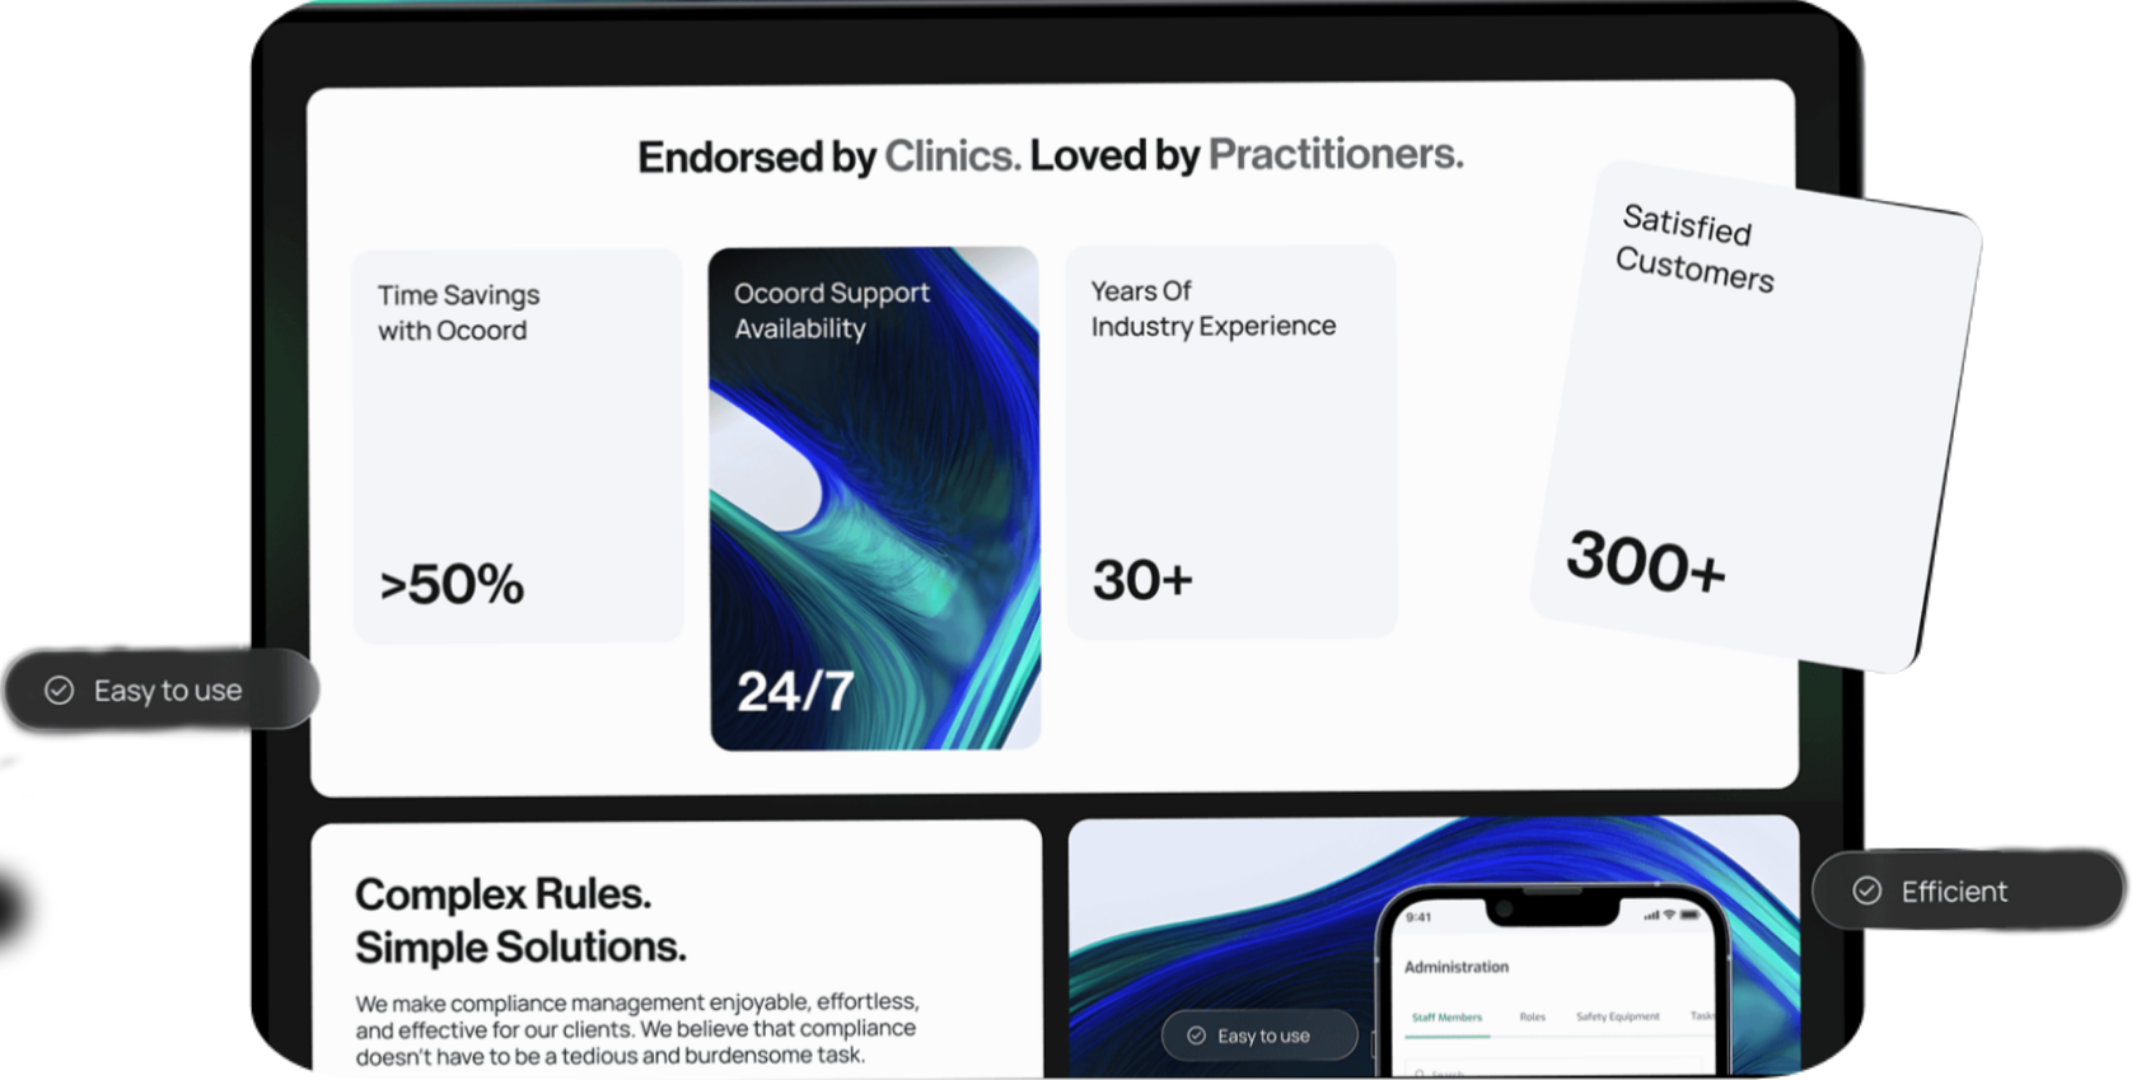 Endorsed by Clinics. Loved by Practitioners.
Time Savings
with Ocoord
>50%
Ocoord Support
Availability
24/7
Years Of
Industry Experience
30+
Satisfied
Customers
300+
Easy to use
Complex Rules.
Simple Solutions.
We make compliance management enjoyable, effortless,
and effective for our clients. We believe that compliance
doesn't have to be a tedious and burdensome task.
Easy to use
9:41
Administration
Staff Members Roles Safety Equipment Tasks
Search
Efficient